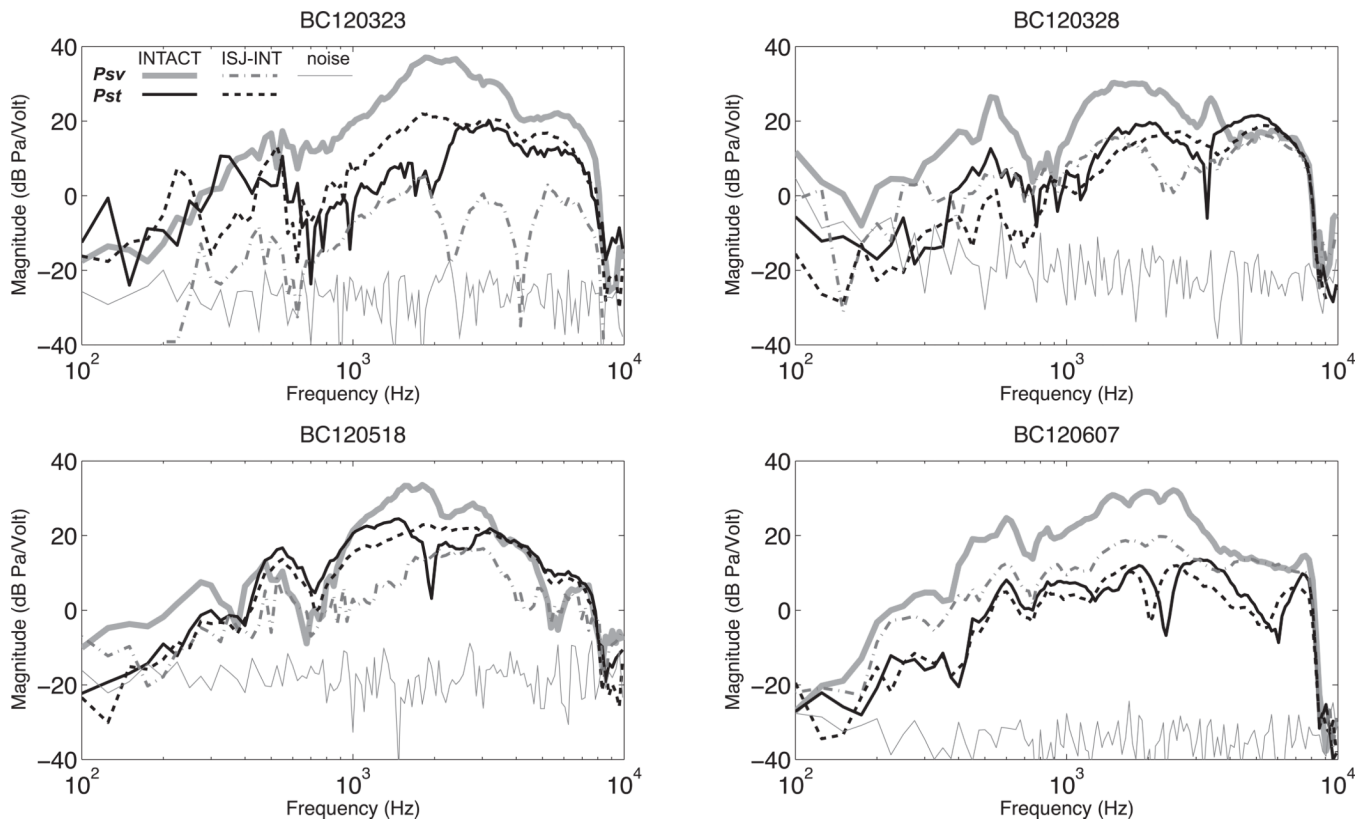 BC120323
40
20
0
−20
−40
Magnitude (dB Pa/Volt)
INTACT ISJ-INT noise
Psv
Pst
10^2 10^3 10^4
Frequency (Hz)
BC120328
40
20
0
−20
−40
Magnitude (dB Pa/Volt)
10^2 10^3 10^4
Frequency (Hz)
BC120518
40
20
0
−20
−40
Magnitude (dB Pa/Volt)
10^2 10^3 10^4
Frequency (Hz)
BC120607
40
20
0
−20
−40
Magnitude (dB Pa/Volt)
10^2 10^3 10^4
Frequency (Hz)